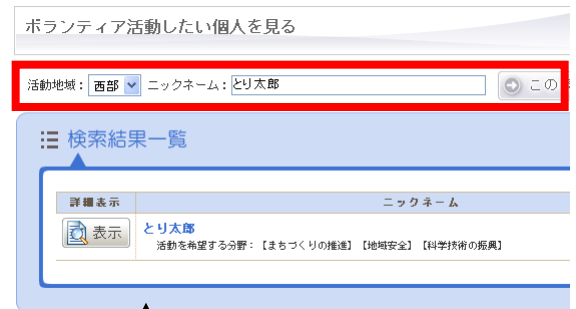 ボランティア活動したい個人を見る
活動地域： 西部 ニックネーム：とり太郎 この
検索結果一覧
詳細表示 ニックネーム
表示 とり太郎
活動を希望する分野：【まちづくりの推進】【地域安全】【科学技術の振興】